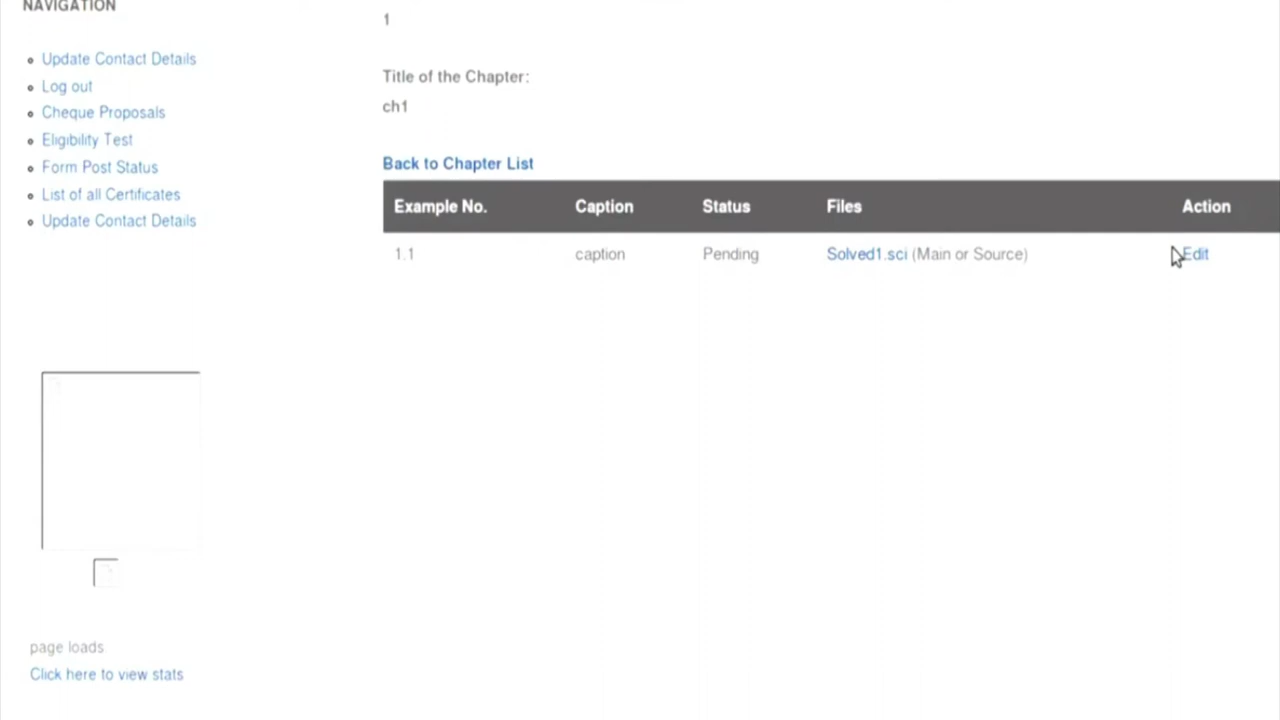 NAVIGATION
Update Contact Details
Log out
Cheque Proposals
Eligibility Test
Form Post Status
List of all Certificates
Update Contact Details
page loads
Click here to view stats
1
Title of the Chapter:
ch1
Back to Chapter List
Example No. Caption Status Files Action
1.1 caption Pending Solved1.sci (Main or Source) Edit